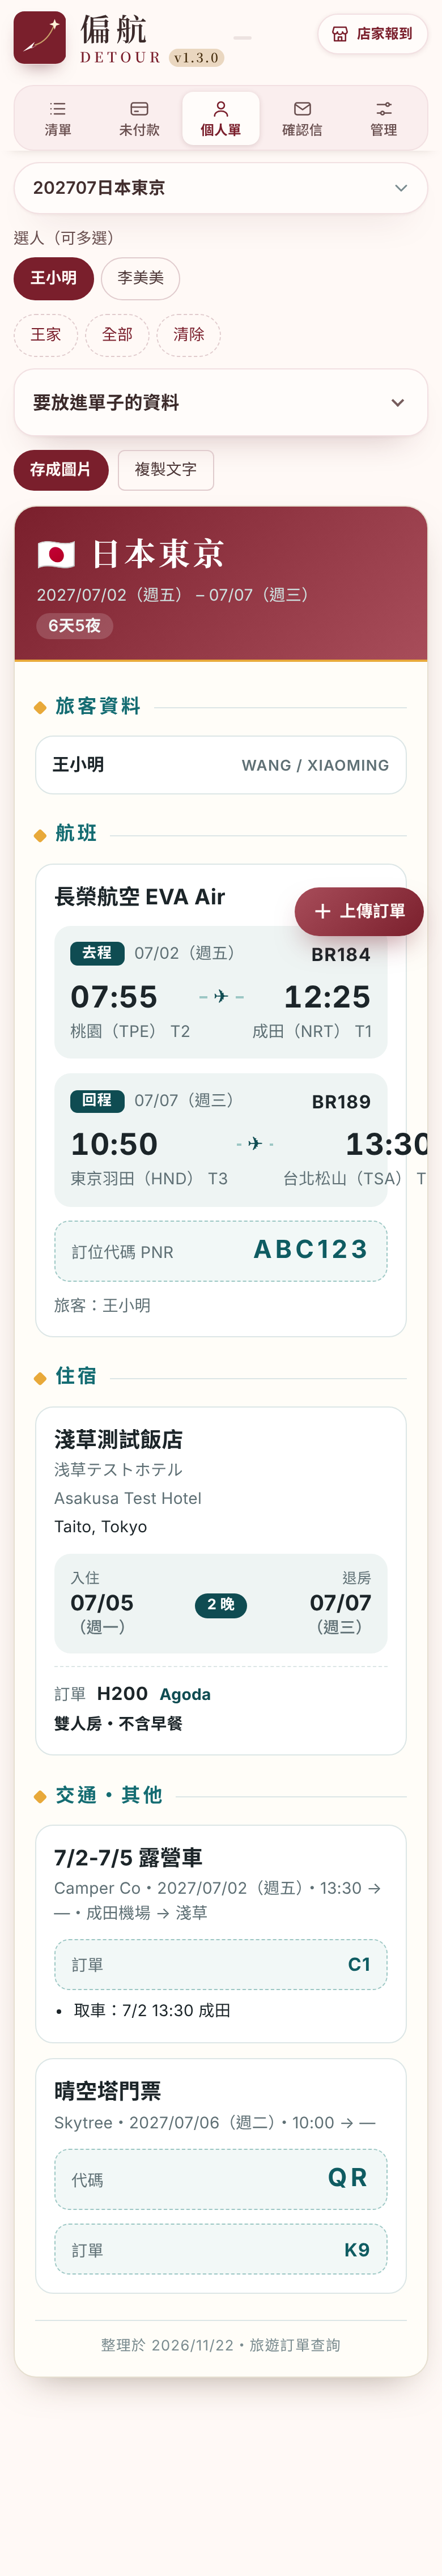 偏航
DETOUR v1.3.0
店家報到
清單
未付款
個人單
確認信
管理
202707日本東京
選人（可多選）
王小明
李美美
王家
全部
清除
要放進單子的資料
存成圖片
複製文字
🇯🇵 日本東京
2027/07/02（週五） – 07/07（週三）
6天5夜
旅客資料
王小明
WANG / XIAOMING
航班
長榮航空 EVA Air
+ 上傳訂單
去程 07/02（週五） BR184
07:55 ✈ 12:25
桃園（TPE） T2 成田（NRT） T1
回程 07/07（週三） BR189
10:50 ✈ 13:30
東京羽田（HND） T3 台北松山（TSA） T
訂位代碼 PNR ABC123
旅客：王小明
住宿
淺草測試飯店
浅草テストホテル
Asakusa Test Hotel
Taito, Tokyo
入住 退房
07/05 2 晚 07/07
（週一） （週三）
訂單 H200 Agoda
雙人房・不含早餐
交通・其他
7/2-7/5 露營車
Camper Co・2027/07/02（週五）・13:30 →
—・成田機場 → 淺草
訂單 C1
• 取車：7/2 13:30 成田
晴空塔門票
Skytree・2027/07/06（週二）・10:00 → —
代碼 QR
訂單 K9
整理於 2026/11/22・旅遊訂單查詢